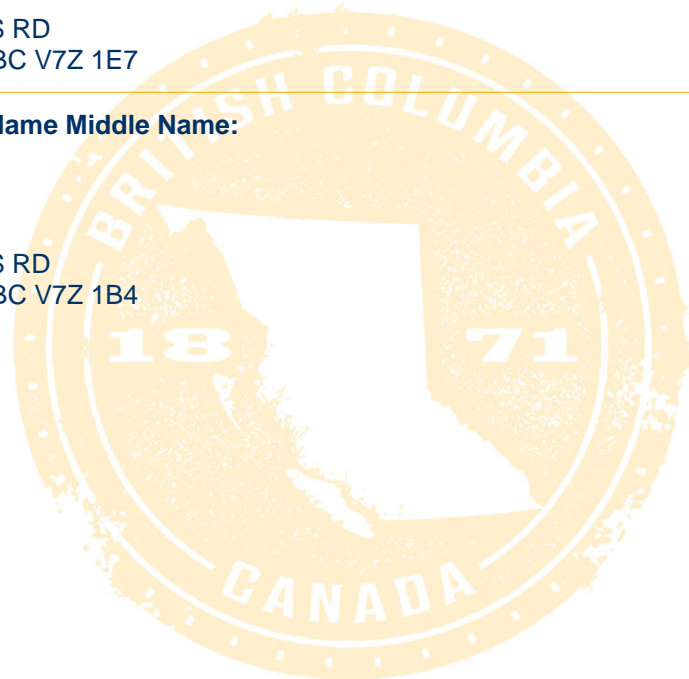 S RD
BC V7Z 1E7
Name Middle Name:
S RD
BC V7Z 1B4
BRITISH COLUMBIA
18 71
CANADA